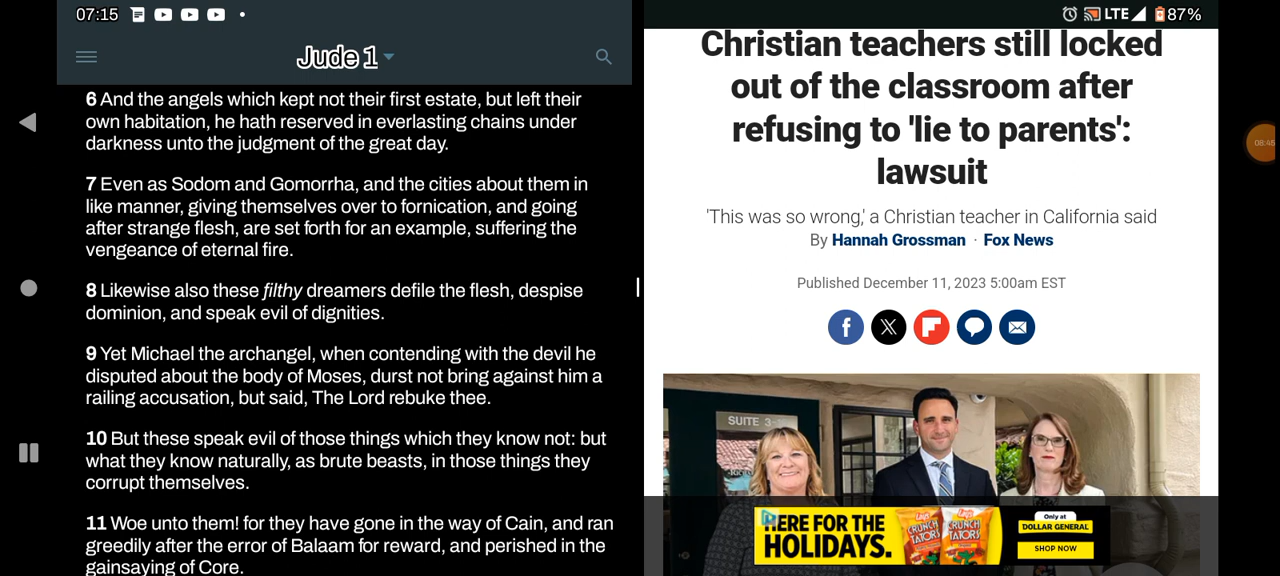 07:15
LTE 87%
Jude 1
6 And the angels which kept not their first estate, but left their
own habitation, he hath reserved in everlasting chains under
darkness unto the judgment of the great day.
7 Even as Sodom and Gomorrha, and the cities about them in
like manner, giving themselves over to fornication, and going
after strange flesh, are set forth for an example, suffering the
vengeance of eternal fire.
8 Likewise also these filthy dreamers defile the flesh, despise
dominion, and speak evil of dignities.
9 Yet Michael the archangel, when contending with the devil he
disputed about the body of Moses, durst not bring against him a
railing accusation, but said, The Lord rebuke thee.
10 But these speak evil of those things which they know not: but
what they know naturally, as brute beasts, in those things they
corrupt themselves.
11 Woe unto them! for they have gone in the way of Cain, and ran
greedily after the error of Balaam for reward, and perished in the
gainsaying of Core.
Christian teachers still locked
out of the classroom after
refusing to 'lie to parents':
lawsuit
'This was so wrong,' a Christian teacher in California said
By Hannah Grossman · Fox News
Published December 11, 2023 5:00am EST
SUITE 3
HERE FOR THE
HOLIDAYS.
CRUNCH
TATORS
CRUNCH
TATORS
Only at
DOLLAR GENERAL
SHOP NOW
08:45